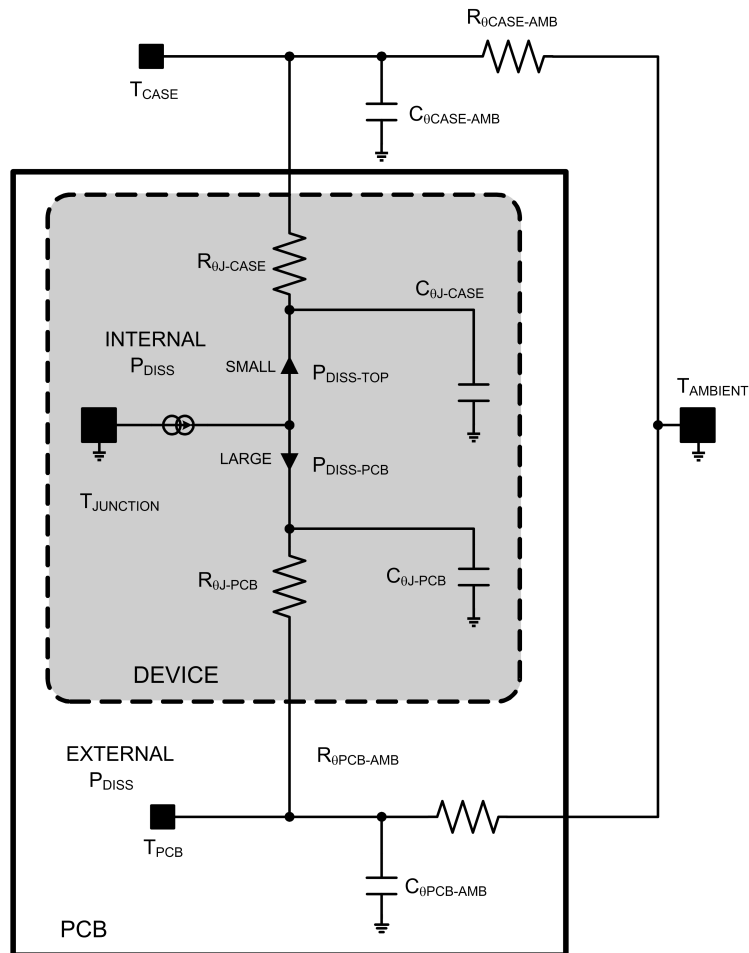 RθCASE-AMB
TCASE
CθCASE-AMB
RθJ-CASE
CθJ-CASE
INTERNAL
PDISS
SMALL
PDISS-TOP
TAMBIENT
LARGE
PDISS-PCB
TJUNCTION
RθJ-PCB
CθJ-PCB
DEVICE
EXTERNAL
PDISS
RθPCB-AMB
TPCB
CθPCB-AMB
PCB